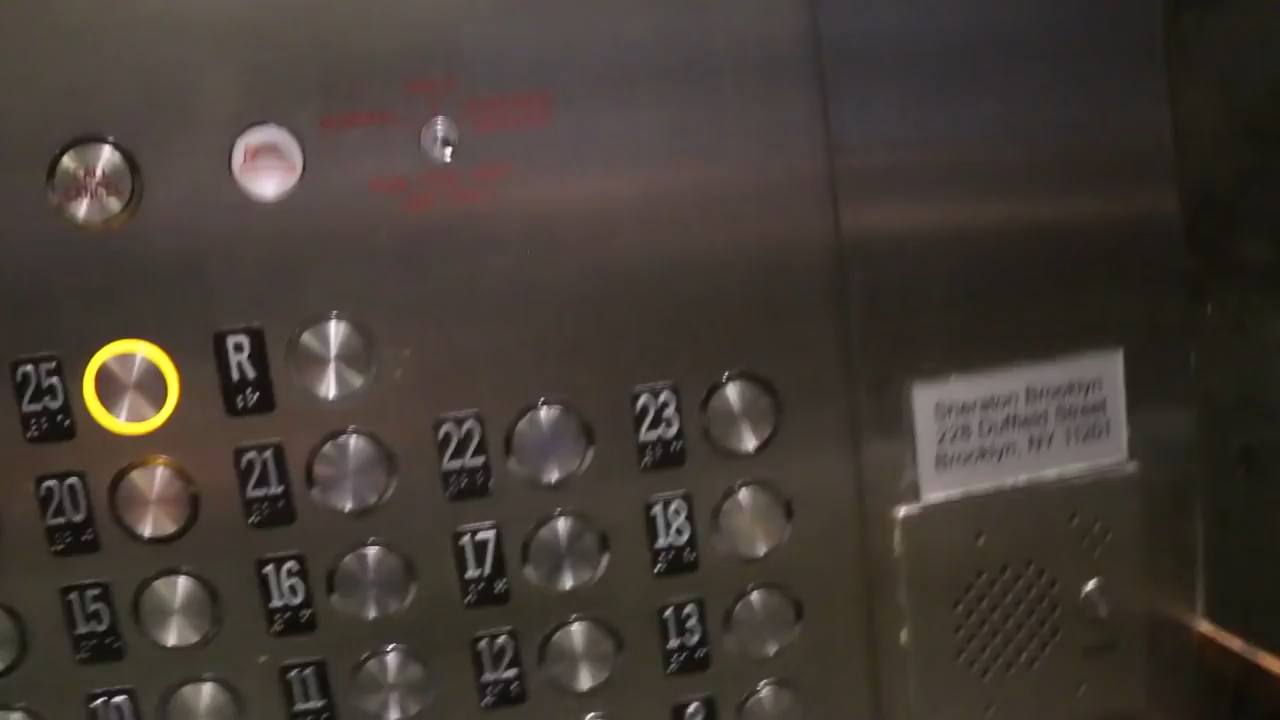 25 R
22 23
20 21
17 18
15 16
12 13
10 11
Sheraton Brooklyn
228 Duffield Street
Brooklyn, NY 11201